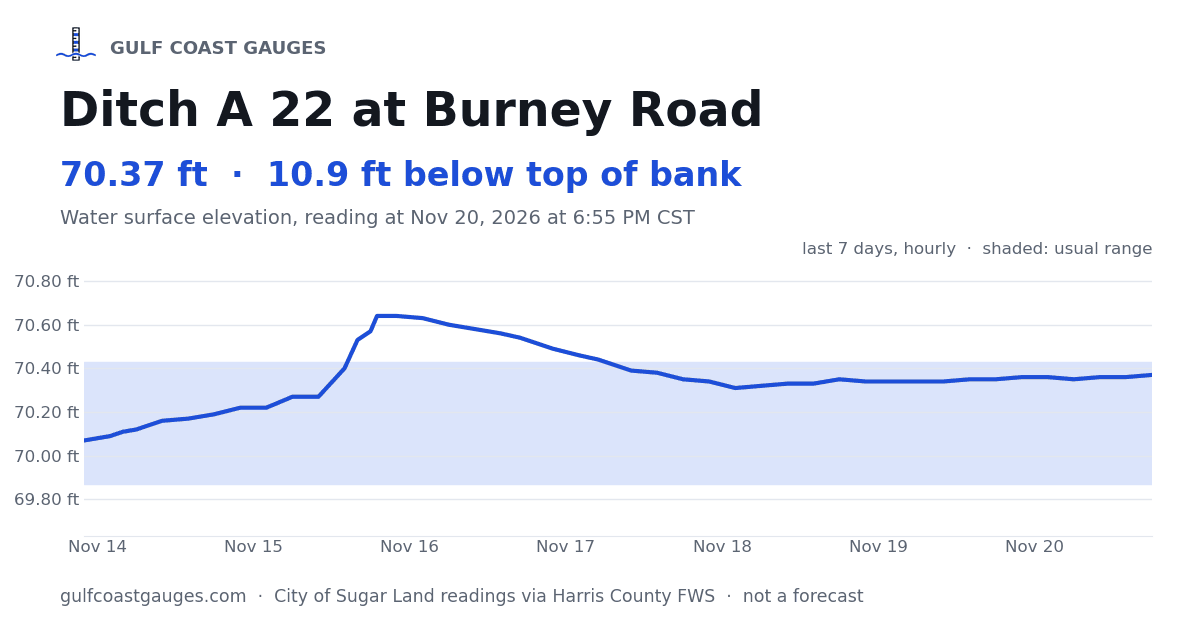 GULF COAST GAUGES
Ditch A 22 at Burney Road
70.37 ft · 10.9 ft below top of bank
Water surface elevation, reading at Nov 20, 2026 at 6:55 PM CST
last 7 days, hourly · shaded: usual range
70.80 ft
70.60 ft
70.40 ft
70.20 ft
70.00 ft
69.80 ft
Nov 14 Nov 15 Nov 16 Nov 17 Nov 18 Nov 19 Nov 20
gulfcoastgauges.com · City of Sugar Land readings via Harris County FWS · not a forecast